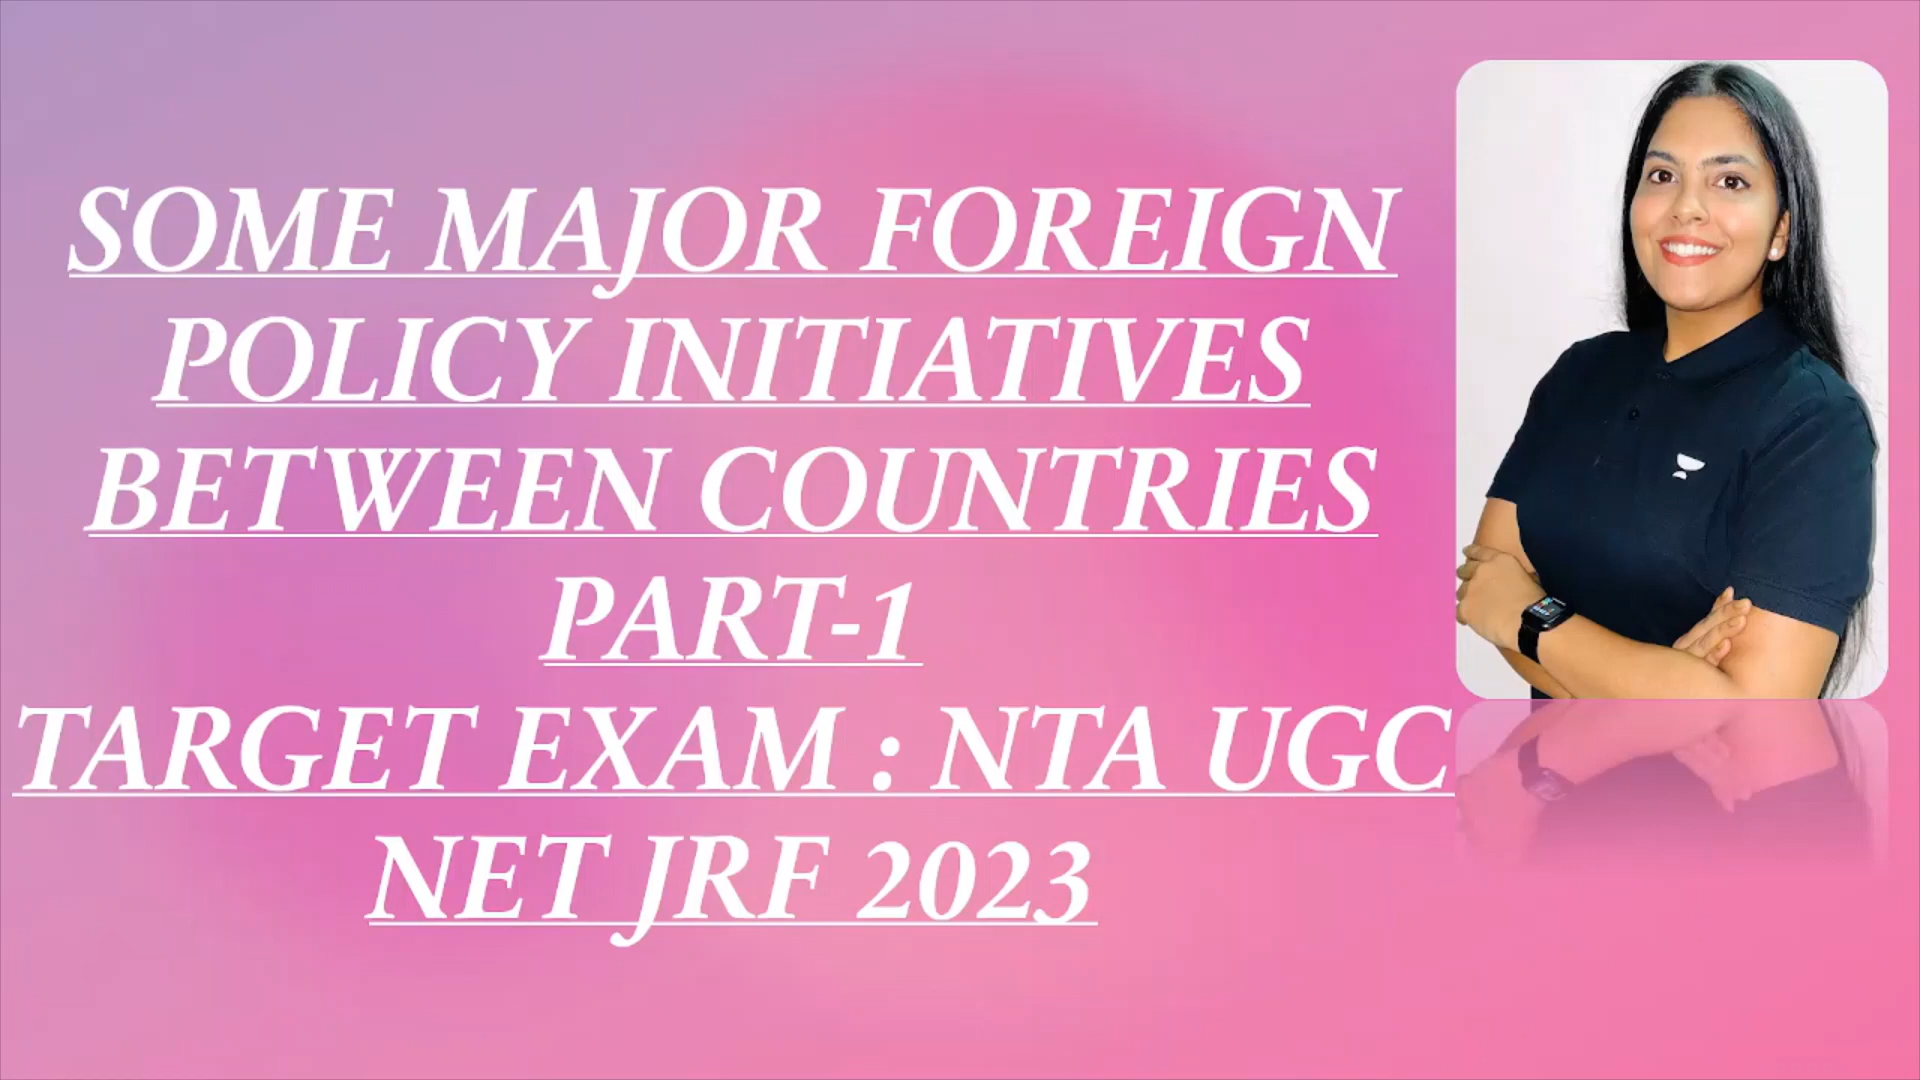 SOME MAJOR FOREIGN
POLICY INITIATIVES
BETWEEN COUNTRIES
PART-1
TARGET EXAM : NTA UGC
NET JRF 2023